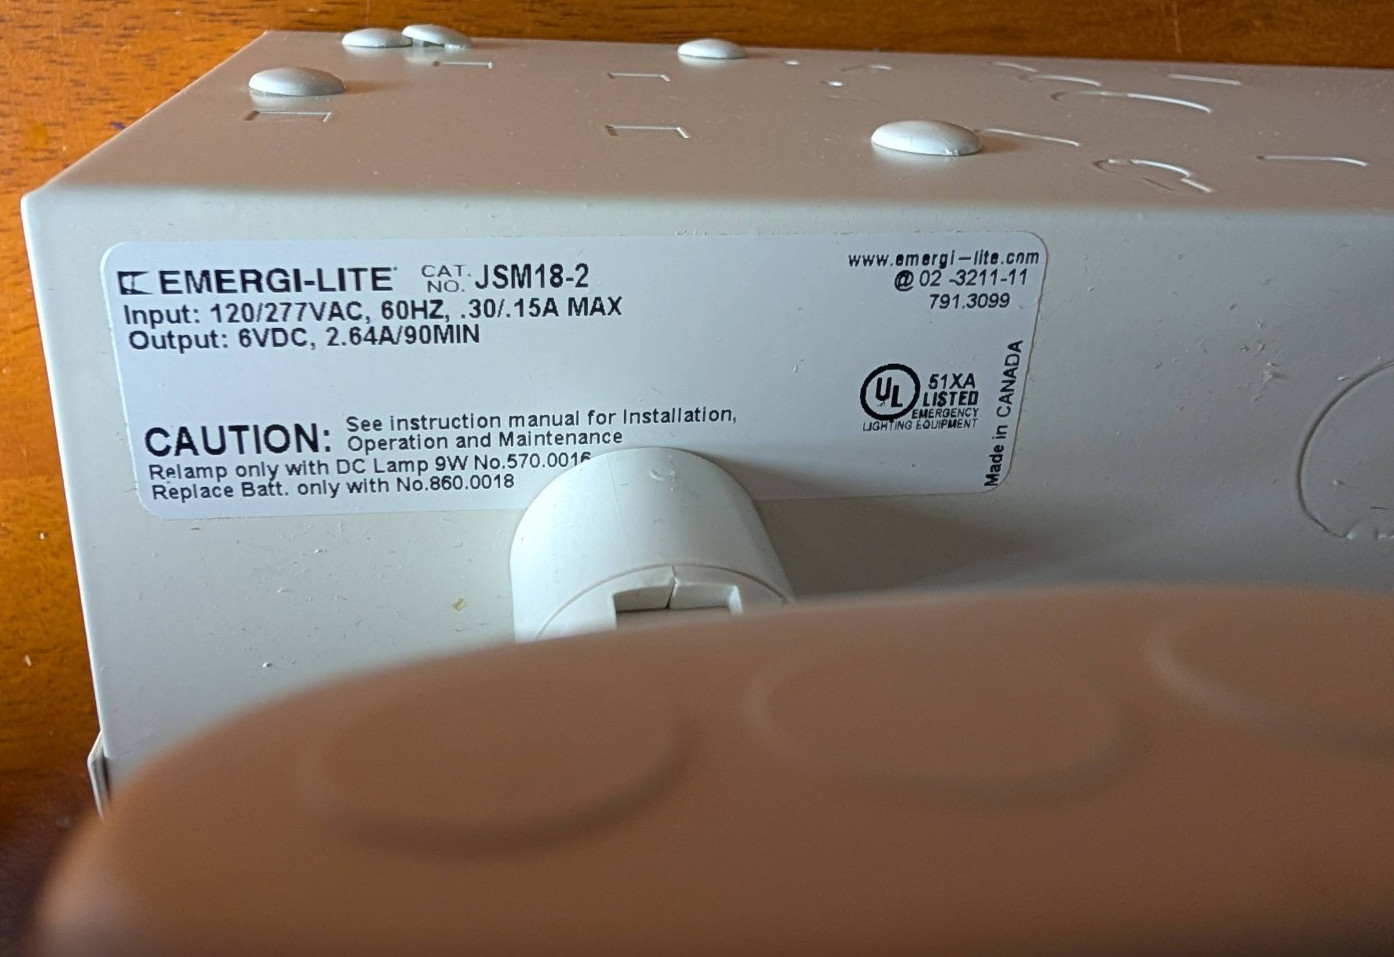 EMERGI-LITE CAT. NO. JSM18-2
Input: 120/277VAC, 60HZ, .30/.15A MAX
Output: 6VDC, 2.64A/90MIN
CAUTION: See instruction manual for Installation,
Operation and Maintenance
Relamp only with DC Lamp 9W No.570.0016
Replace Batt. only with No.860.0018
www.emergi-lite.com
@ 02-3211-11
791.3099
UL 51XA
LISTED
EMERGENCY
LIGHTING EQUIPMENT
Made in CANADA